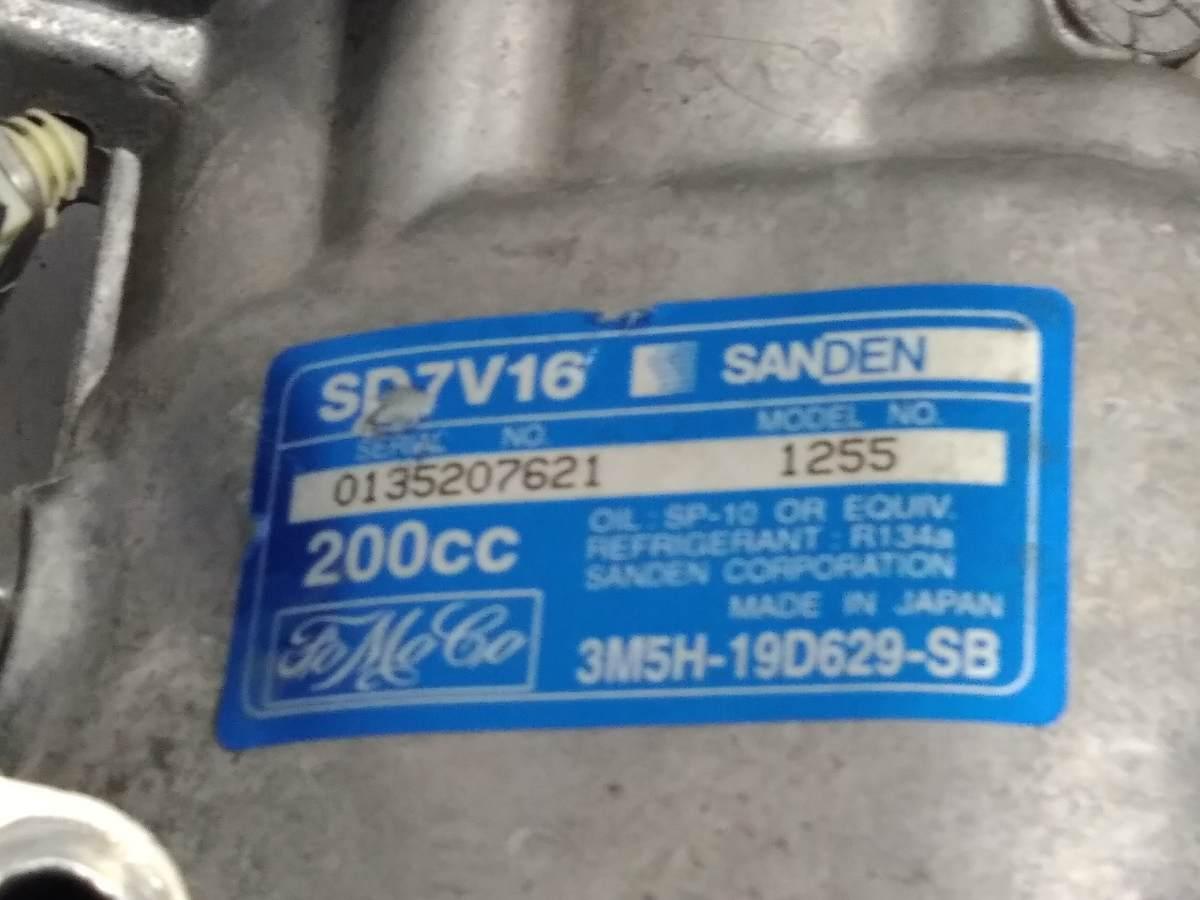 SD7V16 SANDEN
SERIAL NO. MODEL NO.
0135207621 1255
200cc
OIL : SP-10 OR EQUIV.
REFRIGERANT : R134a
SANDEN CORPORATION
MADE IN JAPAN
FoMoCo
3M5H-19D629-SB